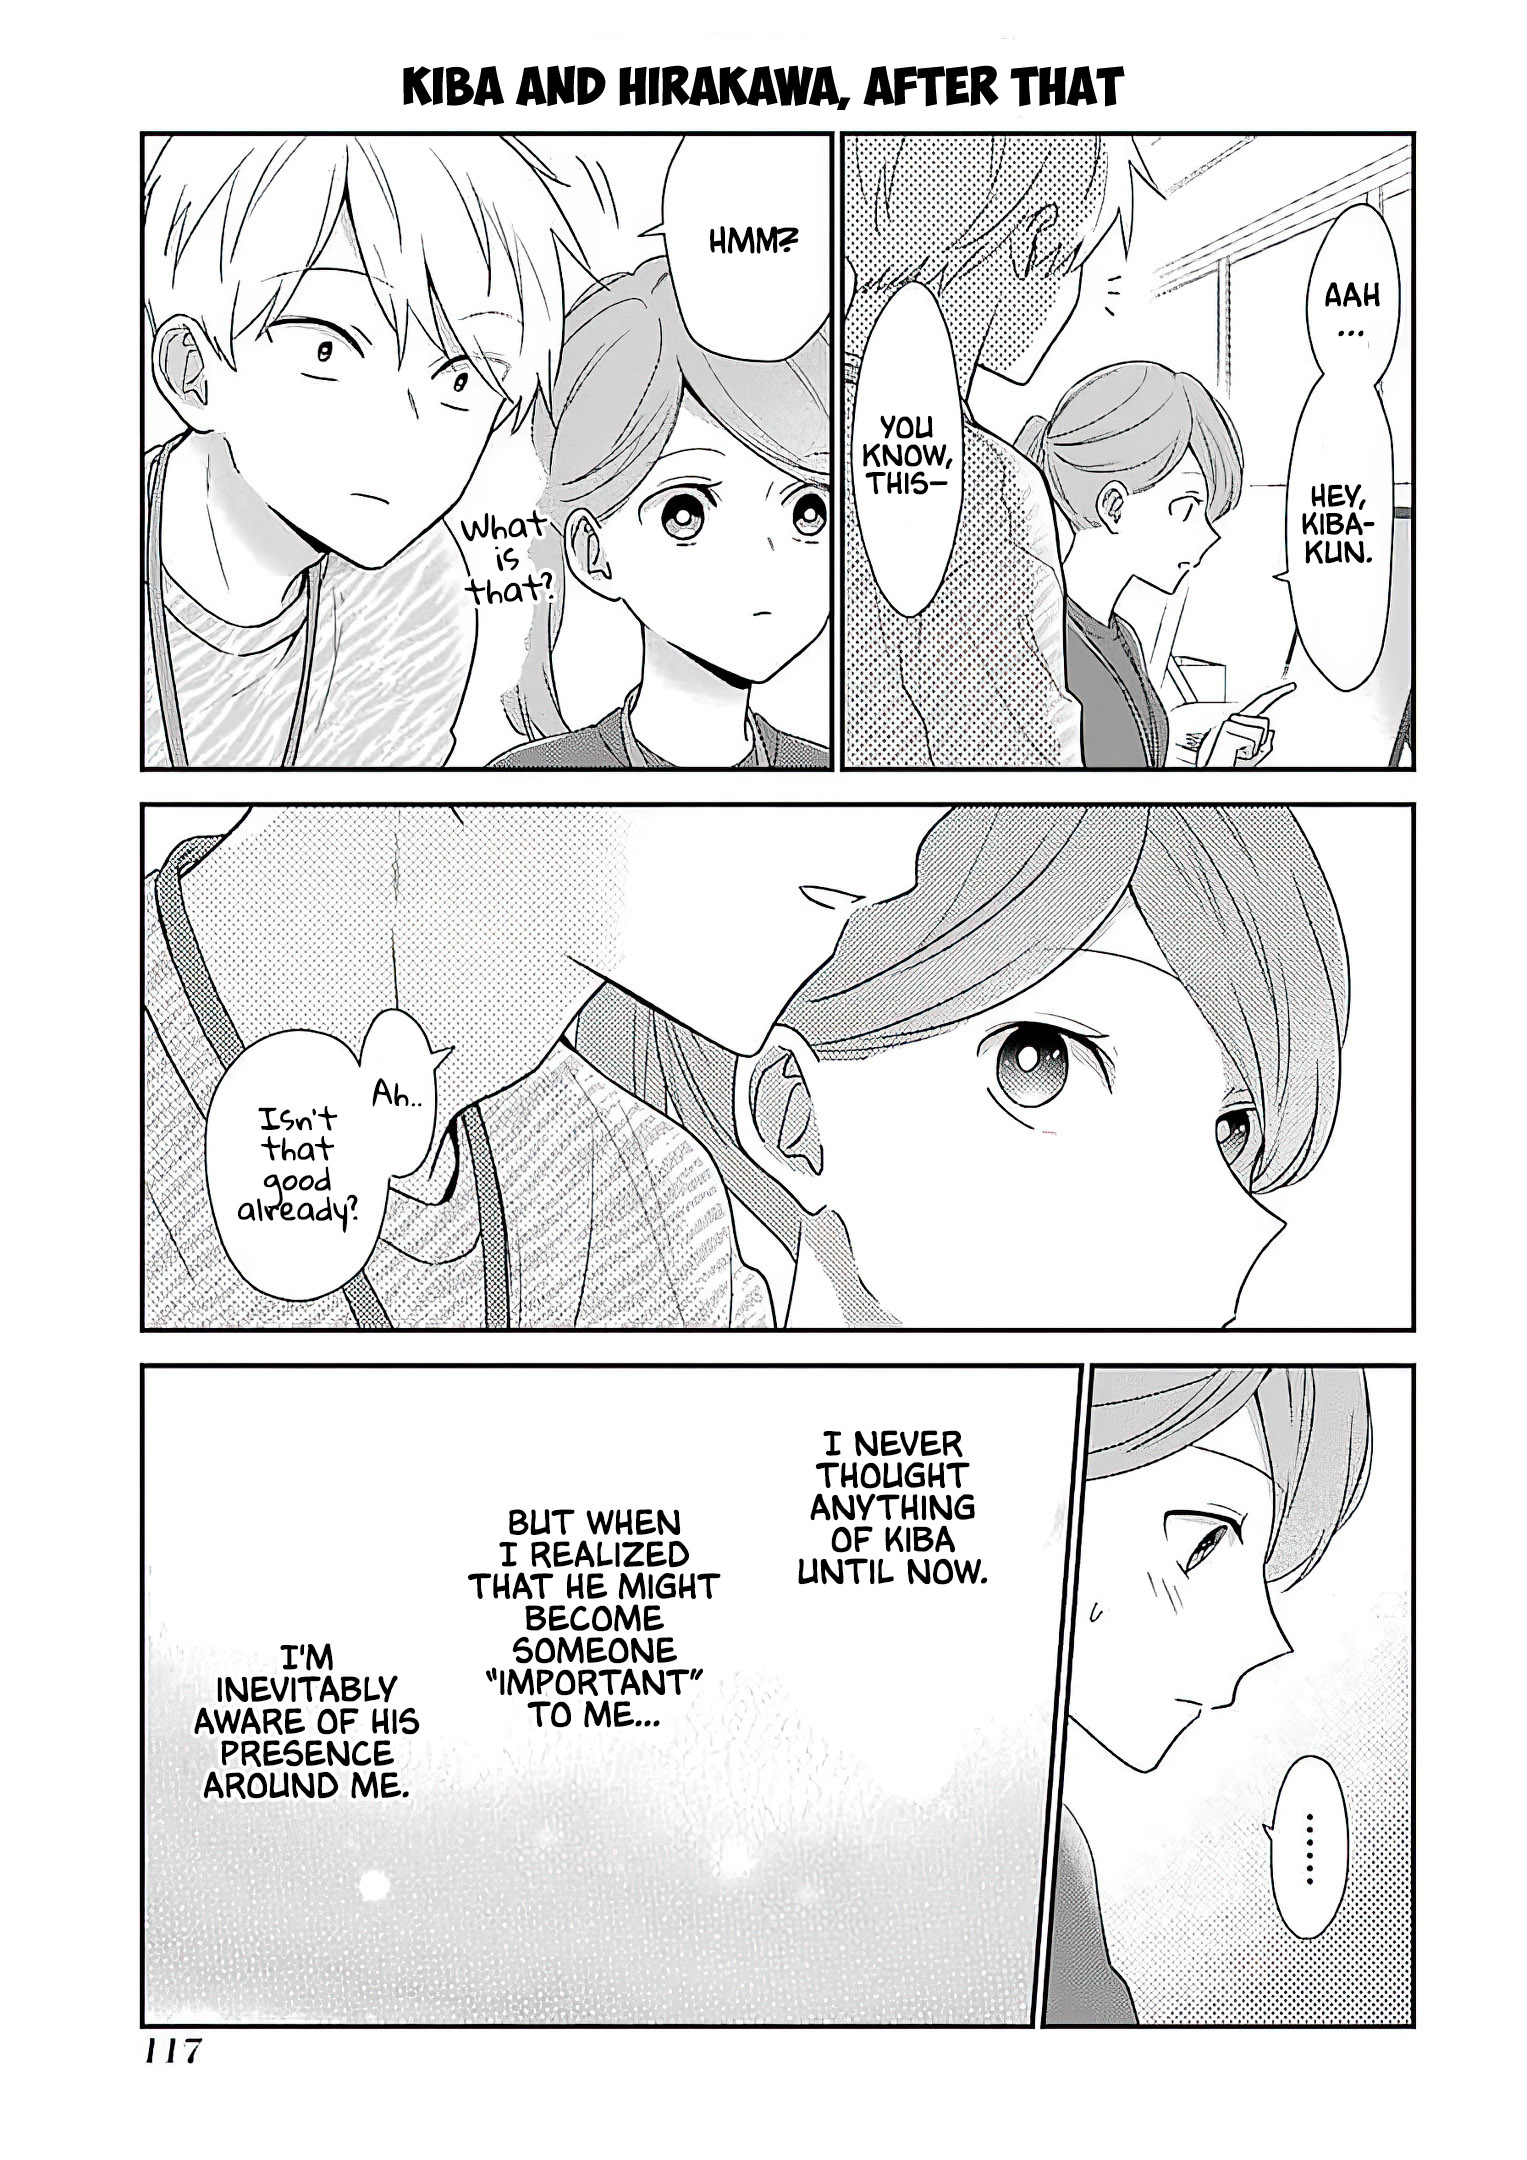 KIBA AND HIRAKAWA, AFTER THAT
AAH
...
HEY,
KIBA-
KUN.
YOU
KNOW,
THIS—
HMM?
What
is
that?
Ah..
Isn't
that
good
already?
......
I NEVER
THOUGHT
ANYTHING
OF KIBA
UNTIL NOW.
BUT WHEN
I REALIZED
THAT HE MIGHT
BECOME
SOMEONE
"IMPORTANT"
TO ME...
I'M
INEVITABLY
AWARE OF HIS
PRESENCE
AROUND ME.
117